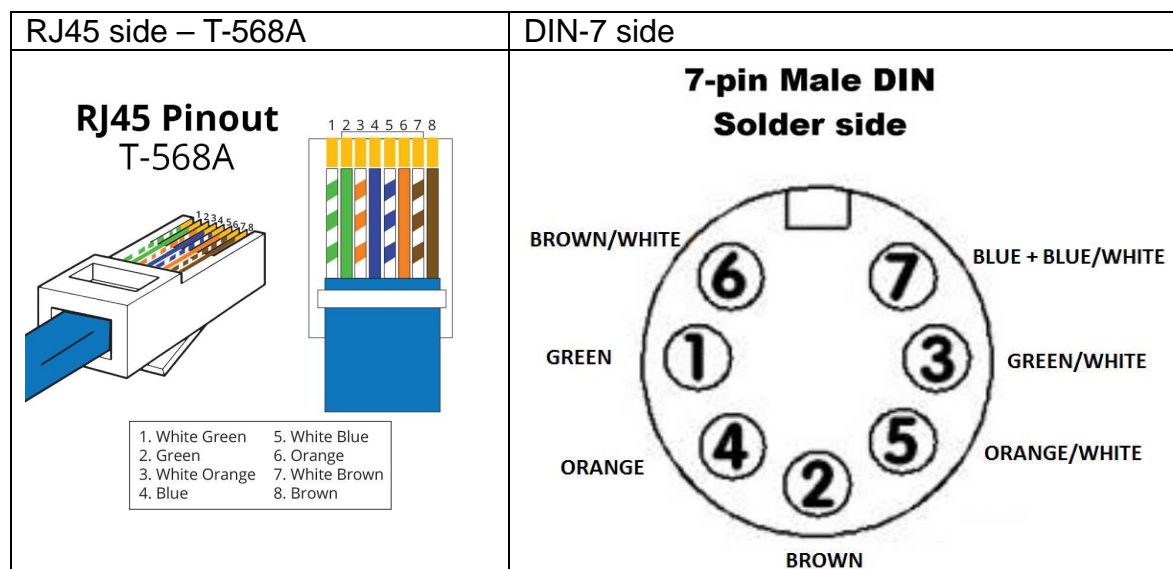 RJ45 side – T-568A
DIN-7 side
RJ45 Pinout
T-568A
1 2 3 4 5 6 7 8
12345678
1. White Green
2. Green
3. White Orange
4. Blue
5. White Blue
6. Orange
7. White Brown
8. Brown
7-pin Male DIN
Solder side
BROWN/WHITE
6
7
BLUE + BLUE/WHITE
GREEN
1
3
GREEN/WHITE
ORANGE
4
5
ORANGE/WHITE
2
BROWN